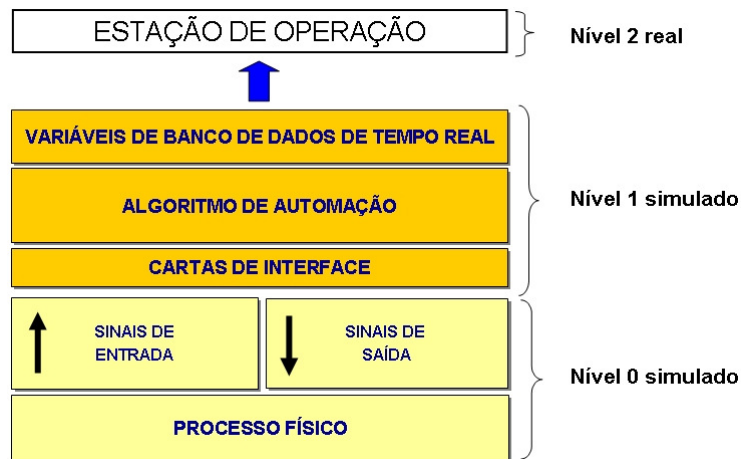 ESTAÇÃO DE OPERAÇÃO
Nível 2 real
VARIÁVEIS DE BANCO DE DADOS DE TEMPO REAL
ALGORITMO DE AUTOMAÇÃO
Nível 1 simulado
CARTAS DE INTERFACE
SINAIS DE
ENTRADA
SINAIS DE
SAÍDA
Nível 0 simulado
PROCESSO FÍSICO